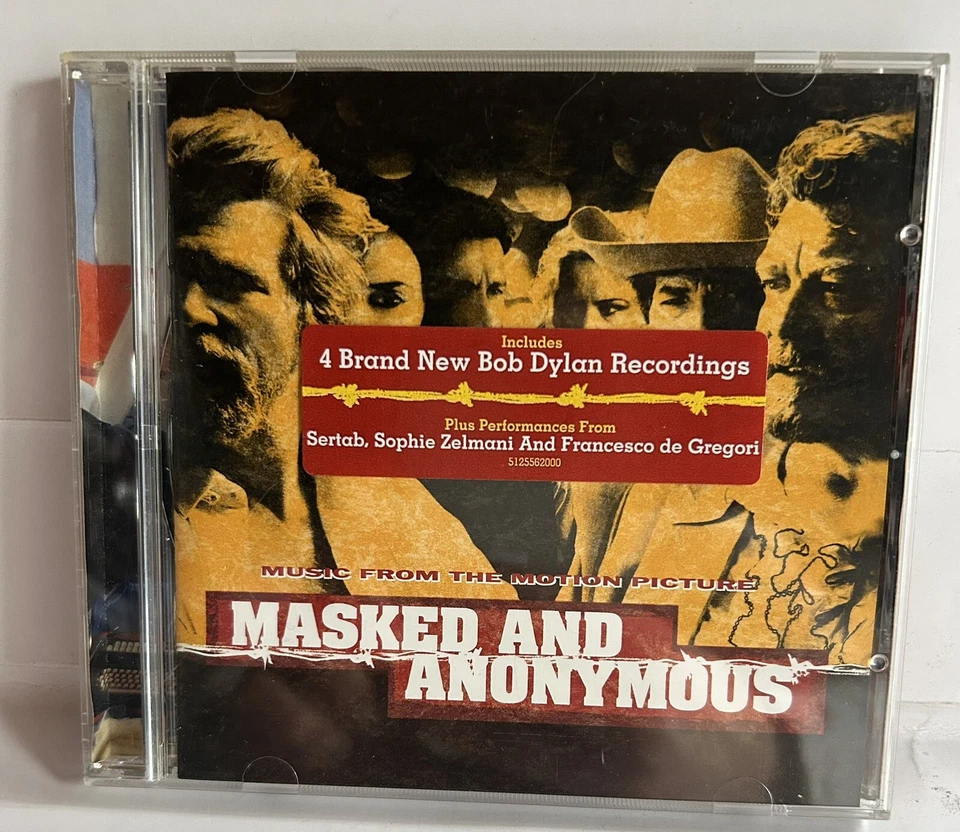 Includes
4 Brand New Bob Dylan Recordings
Plus Performances From
Sertab, Sophie Zelmani And Francesco de Gregori
5125562000
MUSIC FROM THE MOTION PICTURE
MASKED AND
ANONYMOUS